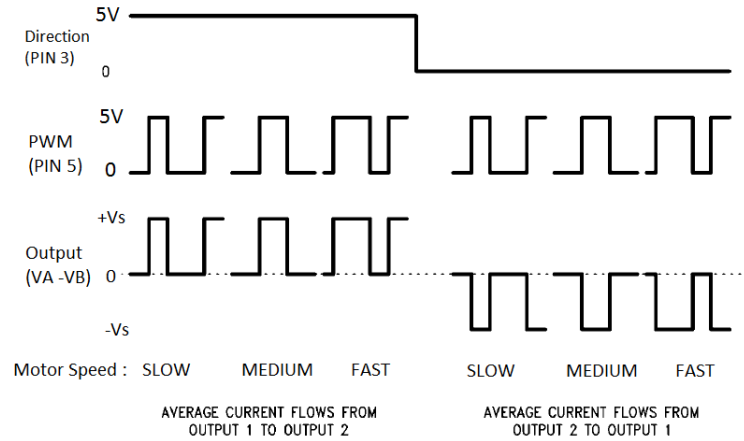 5V
Direction
(PIN 3)
0
5V
PWM
(PIN 5)
0
+Vs
Output
(VA -VB)
0
-Vs
Motor Speed : SLOW MEDIUM FAST SLOW MEDIUM FAST
AVERAGE CURRENT FLOWS FROM
OUTPUT 1 TO OUTPUT 2
AVERAGE CURRENT FLOWS FROM
OUTPUT 2 TO OUTPUT 1